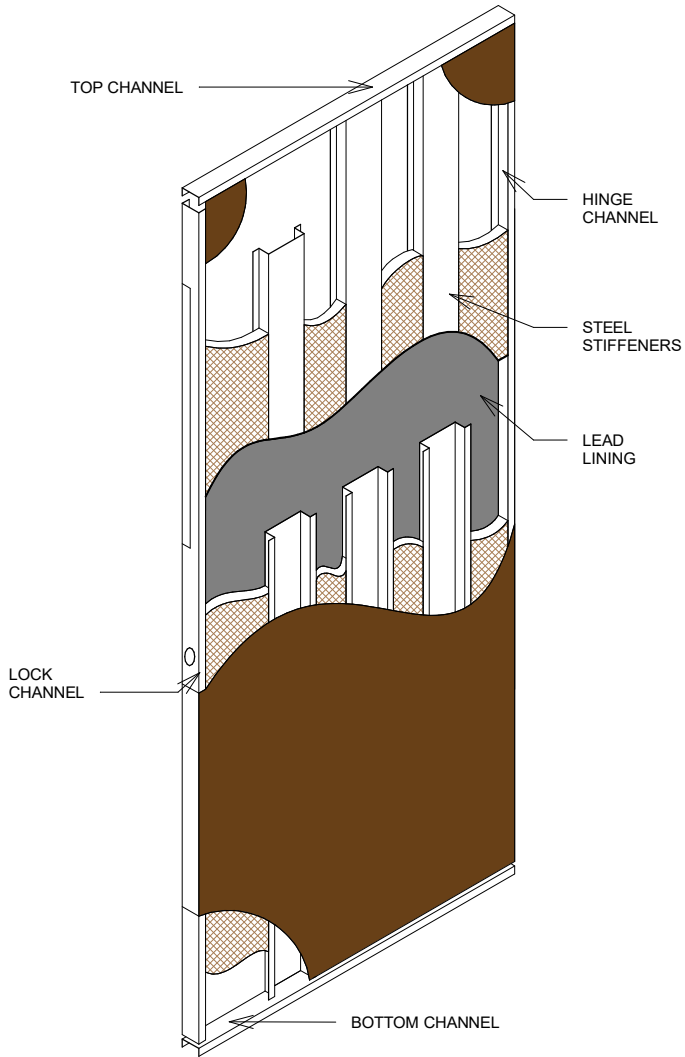 TOP CHANNEL
HINGE
CHANNEL
STEEL
STIFFENERS
LEAD
LINING
LOCK
CHANNEL
BOTTOM CHANNEL